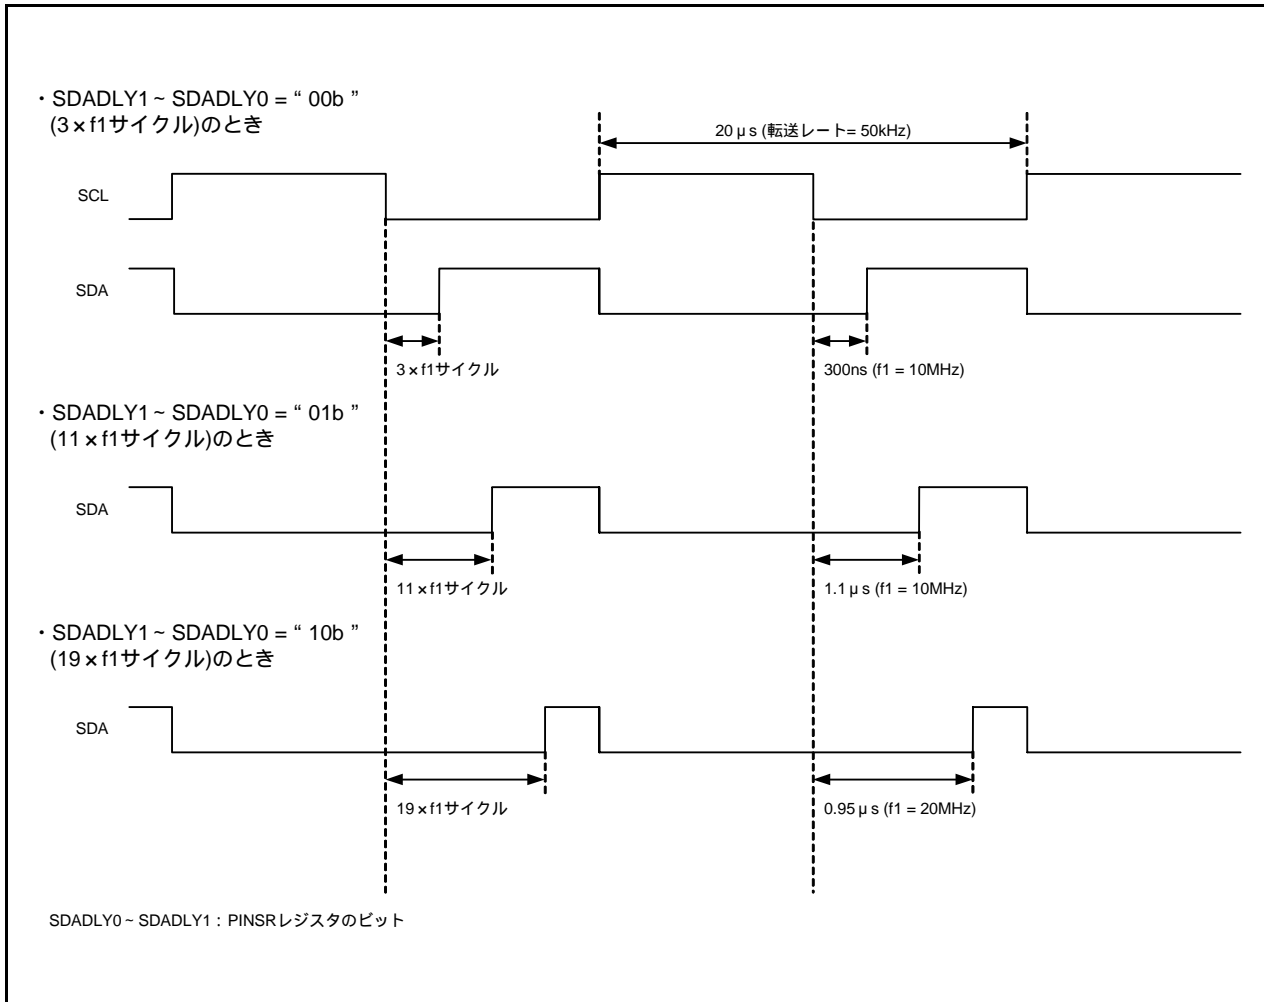 ・SDADLY1 ~ SDADLY0 = “ 00b ”
(3×f1サイクル)のとき
20μs (転送レート= 50kHz)
SCL
SDA
3×f1サイクル
300ns (f1 = 10MHz)
・SDADLY1 ~ SDADLY0 = “ 01b ”
(11×f1サイクル)のとき
SDA
11×f1サイクル
1.1μs (f1 = 10MHz)
・SDADLY1 ~ SDADLY0 = “ 10b ”
(19×f1サイクル)のとき
SDA
19×f1サイクル
0.95μs (f1 = 20MHz)
SDADLY0 ~ SDADLY1 : PINSRレジスタのビット